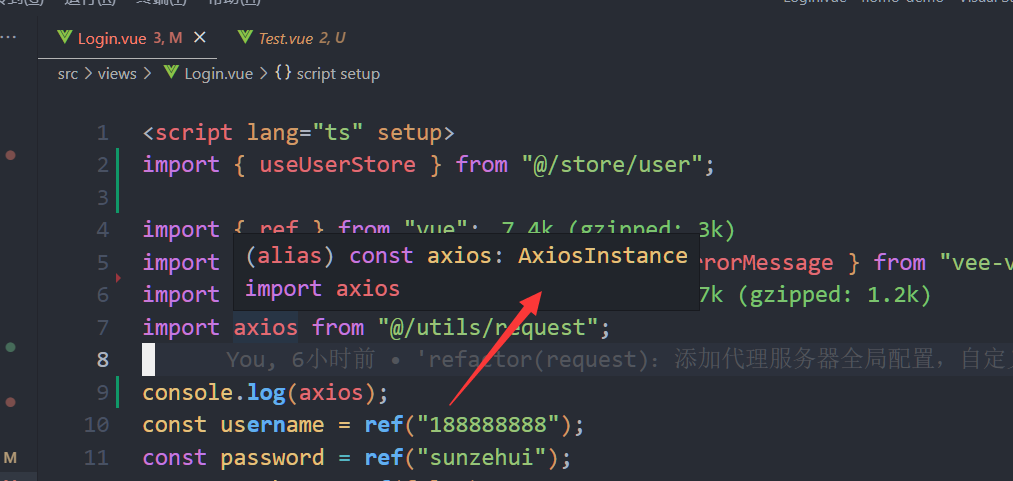 Login.vue 3, M
Test.vue 2, U
src > views > Login.vue > {} script setup
1 <script lang="ts" setup>
2 import { useUserStore } from "@/store/user";
3
4 import { ref } from "vue"; 7.4k (gzipped: 3k)
(alias) const axios: AxiosInstance
5 import rorMessage } from "vee-v
import axios
6 import 7k (gzipped: 1.2k)
7 import axios from "@/utils/request";
8 You, 6小时前 • 'refactor(request): 添加代理服务器全局配置，自定
9 console.log(axios);
10 const username = ref("188888888");
11 const password = ref("sunzehui");
M